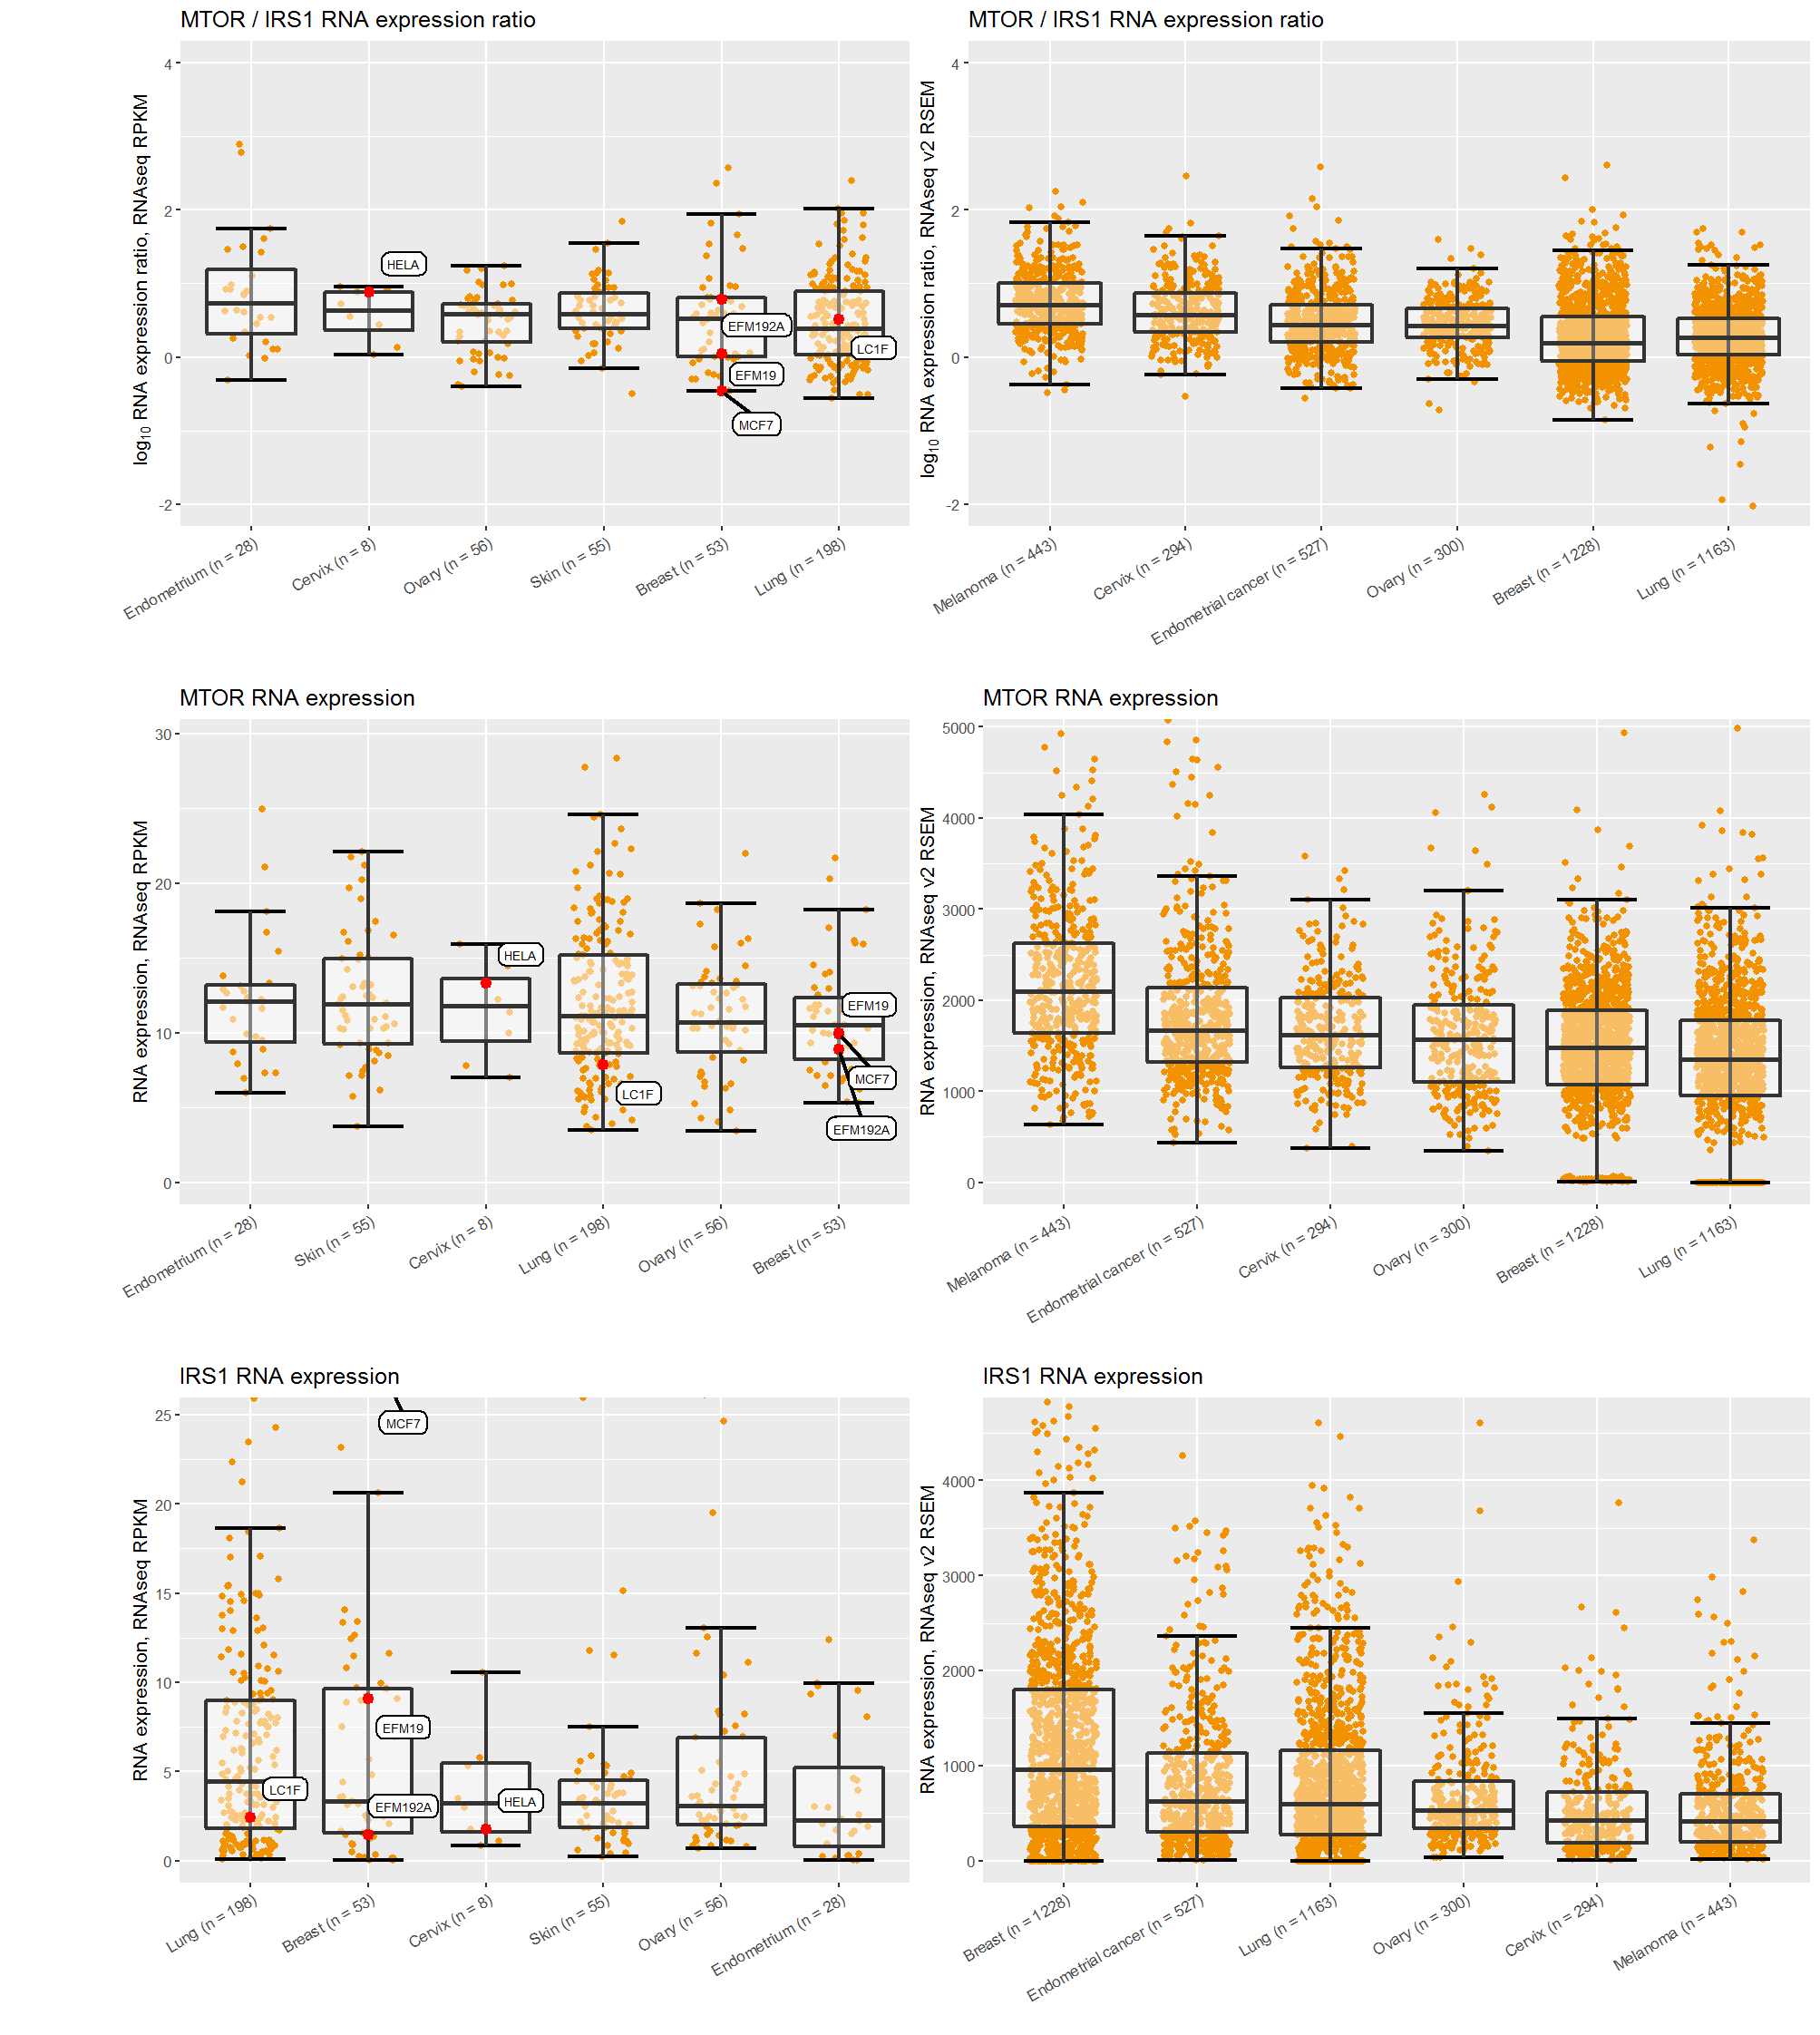 MTOR / IRS1 RNA expression ratio
log10 RNA expression ratio, RNAseq RPKM
4
2
0
-2
HELA
EFM192A
EFM19
MCF7
LC1F
Endometrium (n = 28)
Cervix (n = 8)
Ovary (n = 56)
Skin (n = 55)
Breast (n = 53)
Lung (n = 198)
MTOR / IRS1 RNA expression ratio
log10 RNA expression ratio, RNAseq v2 RSEM
4
2
0
-2
Melanoma (n = 443)
Cervix (n = 294)
Endometrial cancer (n = 527)
Ovary (n = 300)
Breast (n = 1228)
Lung (n = 1163)
MTOR RNA expression
RNA expression, RNAseq RPKM
30
20
10
0
HELA
LC1F
EFM19
MCF7
EFM192A
Endometrium (n = 28)
Skin (n = 55)
Cervix (n = 8)
Lung (n = 198)
Ovary (n = 56)
Breast (n = 53)
MTOR RNA expression
RNA expression, RNAseq v2 RSEM
5000
4000
3000
2000
1000
0
Melanoma (n = 443)
Endometrial cancer (n = 527)
Cervix (n = 294)
Ovary (n = 300)
Breast (n = 1228)
Lung (n = 1163)
IRS1 RNA expression
RNA expression, RNAseq RPKM
25
20
15
10
5
0
MCF7
EFM19
LC1F
EFM192A
HELA
Lung (n = 198)
Breast (n = 53)
Cervix (n = 8)
Skin (n = 55)
Ovary (n = 56)
Endometrium (n = 28)
IRS1 RNA expression
RNA expression, RNAseq v2 RSEM
4000
3000
2000
1000
0
Breast (n = 1228)
Endometrial cancer (n = 527)
Lung (n = 1163)
Ovary (n = 300)
Cervix (n = 294)
Melanoma (n = 443)